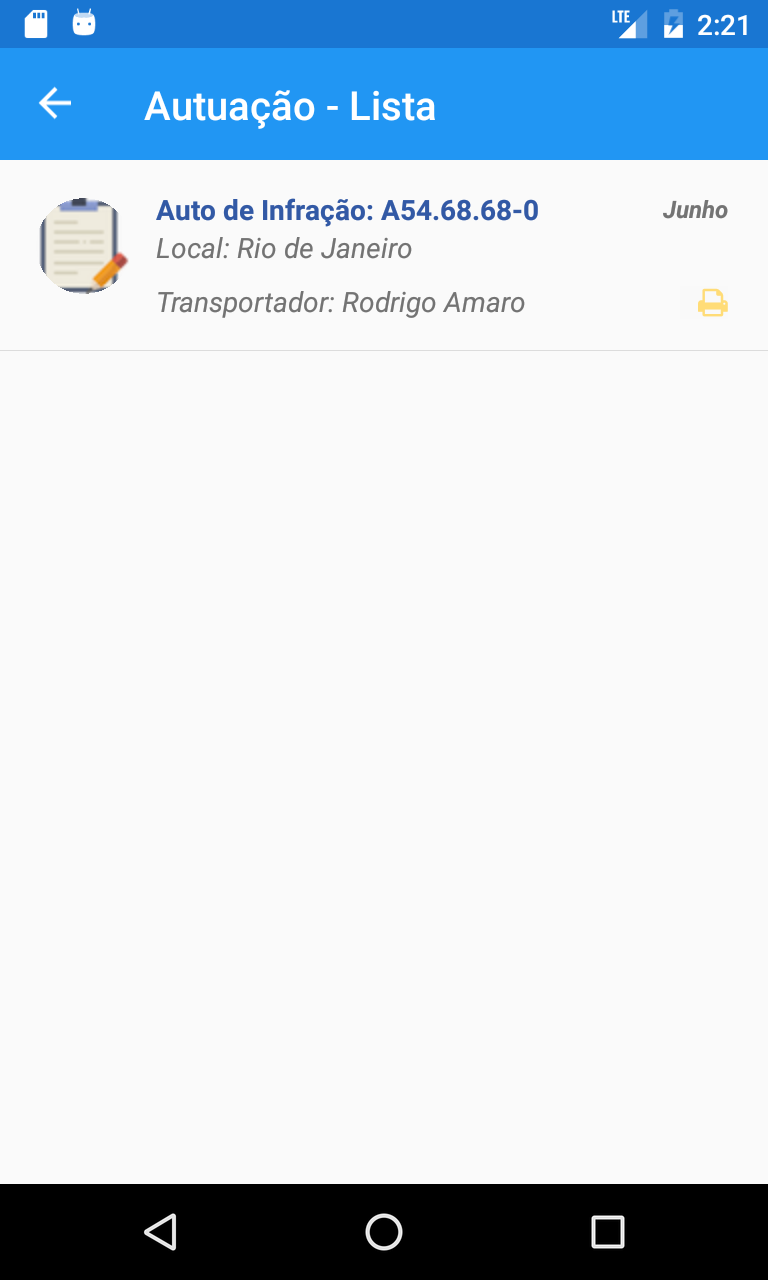 LTE 2:21
Autuação - Lista
Auto de Infração: A54.68.68-0 Junho
Local: Rio de Janeiro
Transportador: Rodrigo Amaro